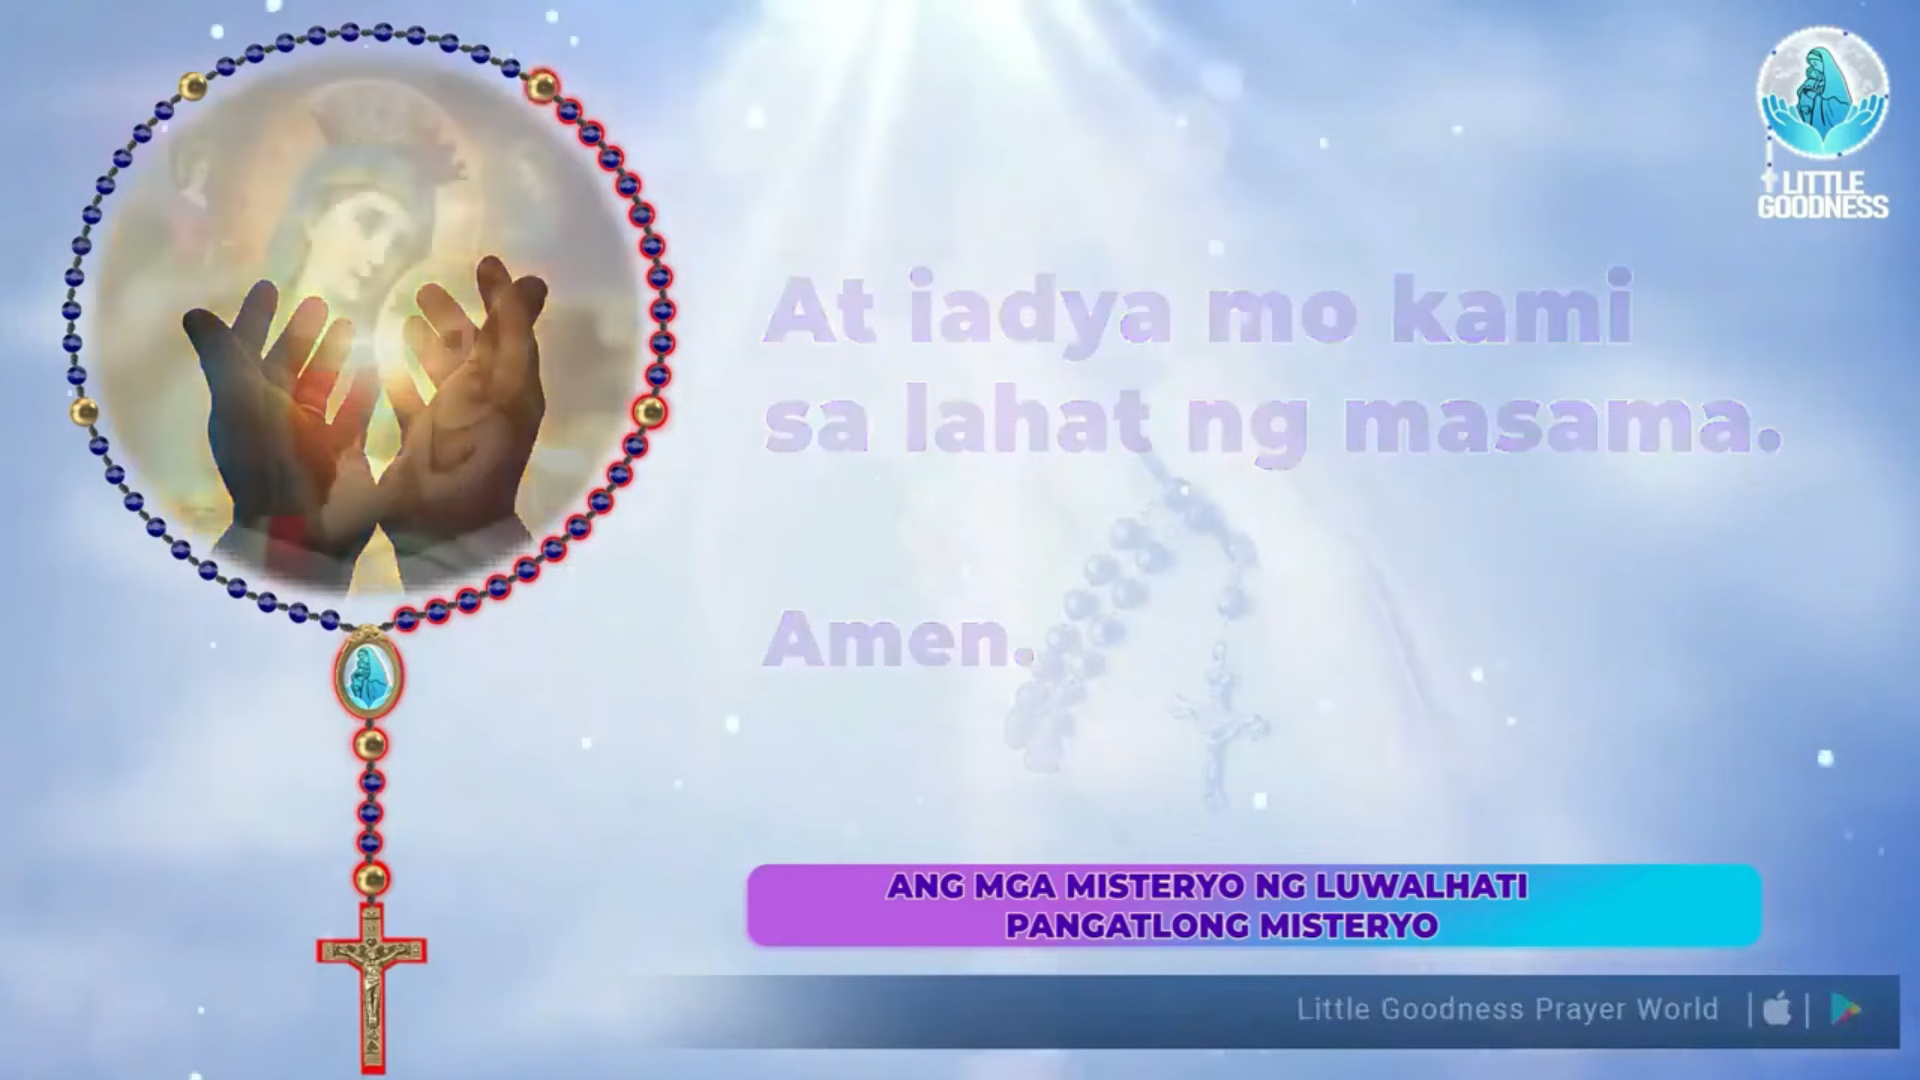 LITTLE
GOODNESS
At iadya mo kami
sa lahat ng masama.
Amen.
ANG MGA MISTERYO NG LUWALHATI
PANGATLONG MISTERYO
Little Goodness Prayer World